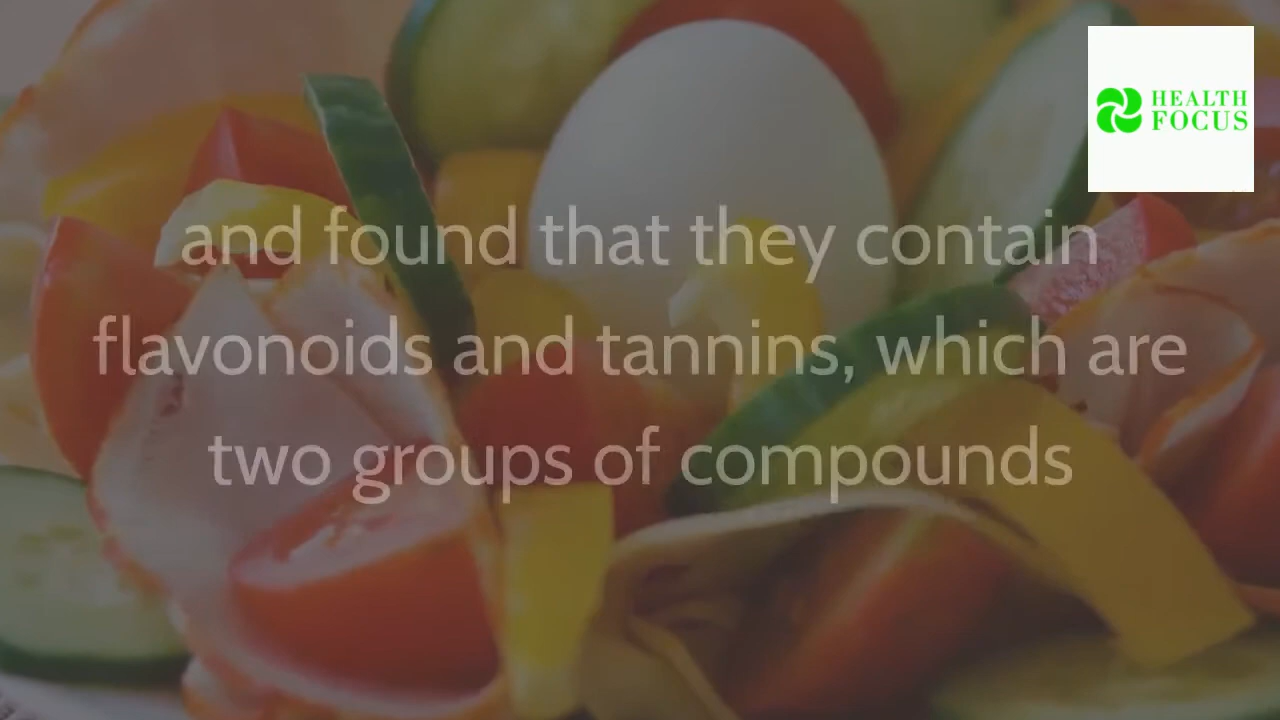 HEALTH
FOCUS
and found that they contain
flavonoids and tannins, which are
two groups of compounds